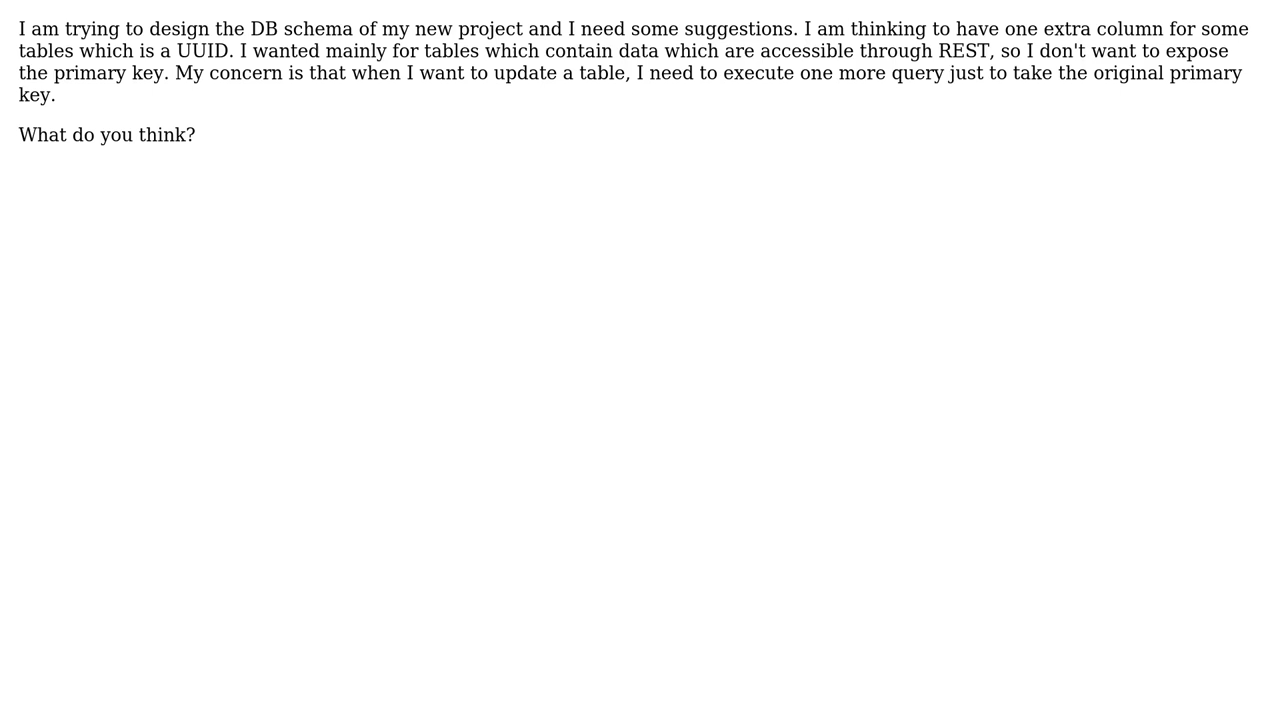 I am trying to design the DB schema of my new project and I need some suggestions. I am thinking to have one extra column for some
tables which is a UUID. I wanted mainly for tables which contain data which are accessible through REST, so I don't want to expose
the primary key. My concern is that when I want to update a table, I need to execute one more query just to take the original primary
key.
What do you think?